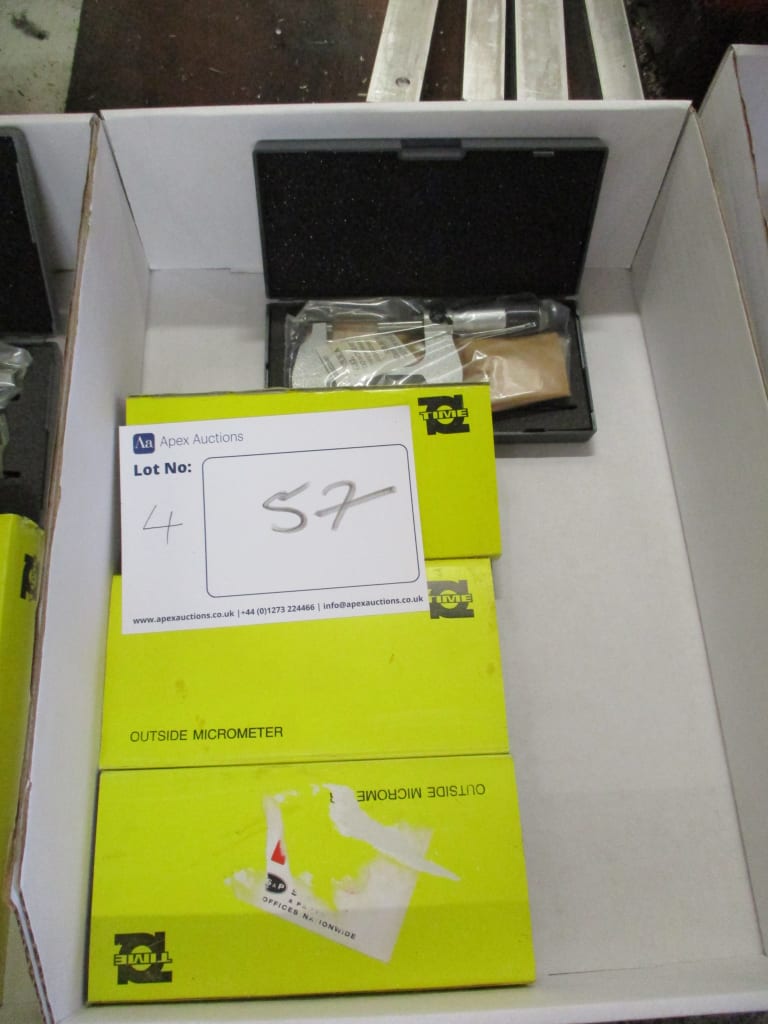 TIME
Aa Apex Auctions
Lot No:
4
57
www.apexauctions.co.uk | +44 (0)1273 224466 | info@apexauctions.co.uk
TIME
OUTSIDE MICROMETER
OUTSIDE MICROME
OFFICES NATIONWIDE
TIME